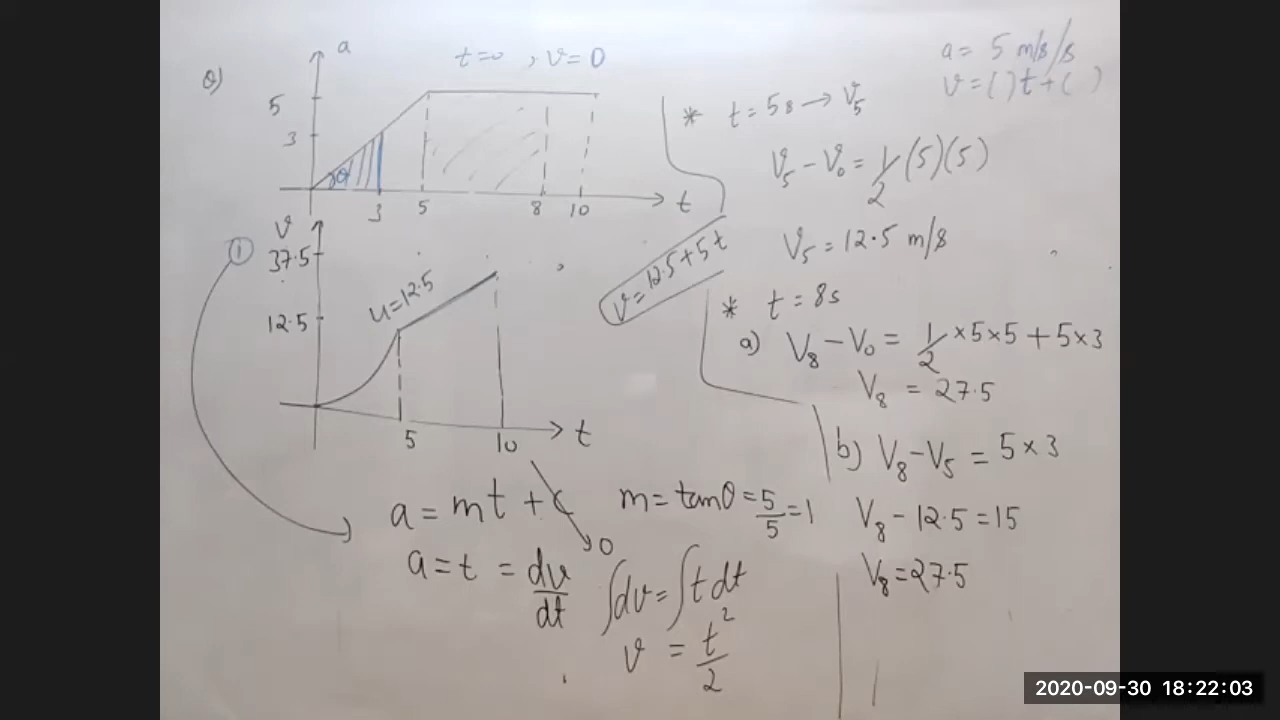 Q)
a
t=0 , v=0
5
3
θ
3 5 8 10 t
v
①
37.5
12.5
u=12.5
5 10 t
a = mt + c
0
m = tanθ = 5/5 = 1
a = t = dv/dt
∫dv = ∫t dt
v = t²/2
a = 5 m/s/s
v = ( )t + ( )
* t = 5s → v₅
v₅ - v₀ = 1/2 (5)(5)
v₅ = 12.5 m/s
v = 12.5 + 5t
* t = 8s
a) V₈ - V₀ = 1/2 × 5 × 5 + 5 × 3
V₈ = 27.5
b) V₈ - V₅ = 5 × 3
V₈ - 12.5 = 15
V₈ = 27.5
2020-09-30 18:22:03